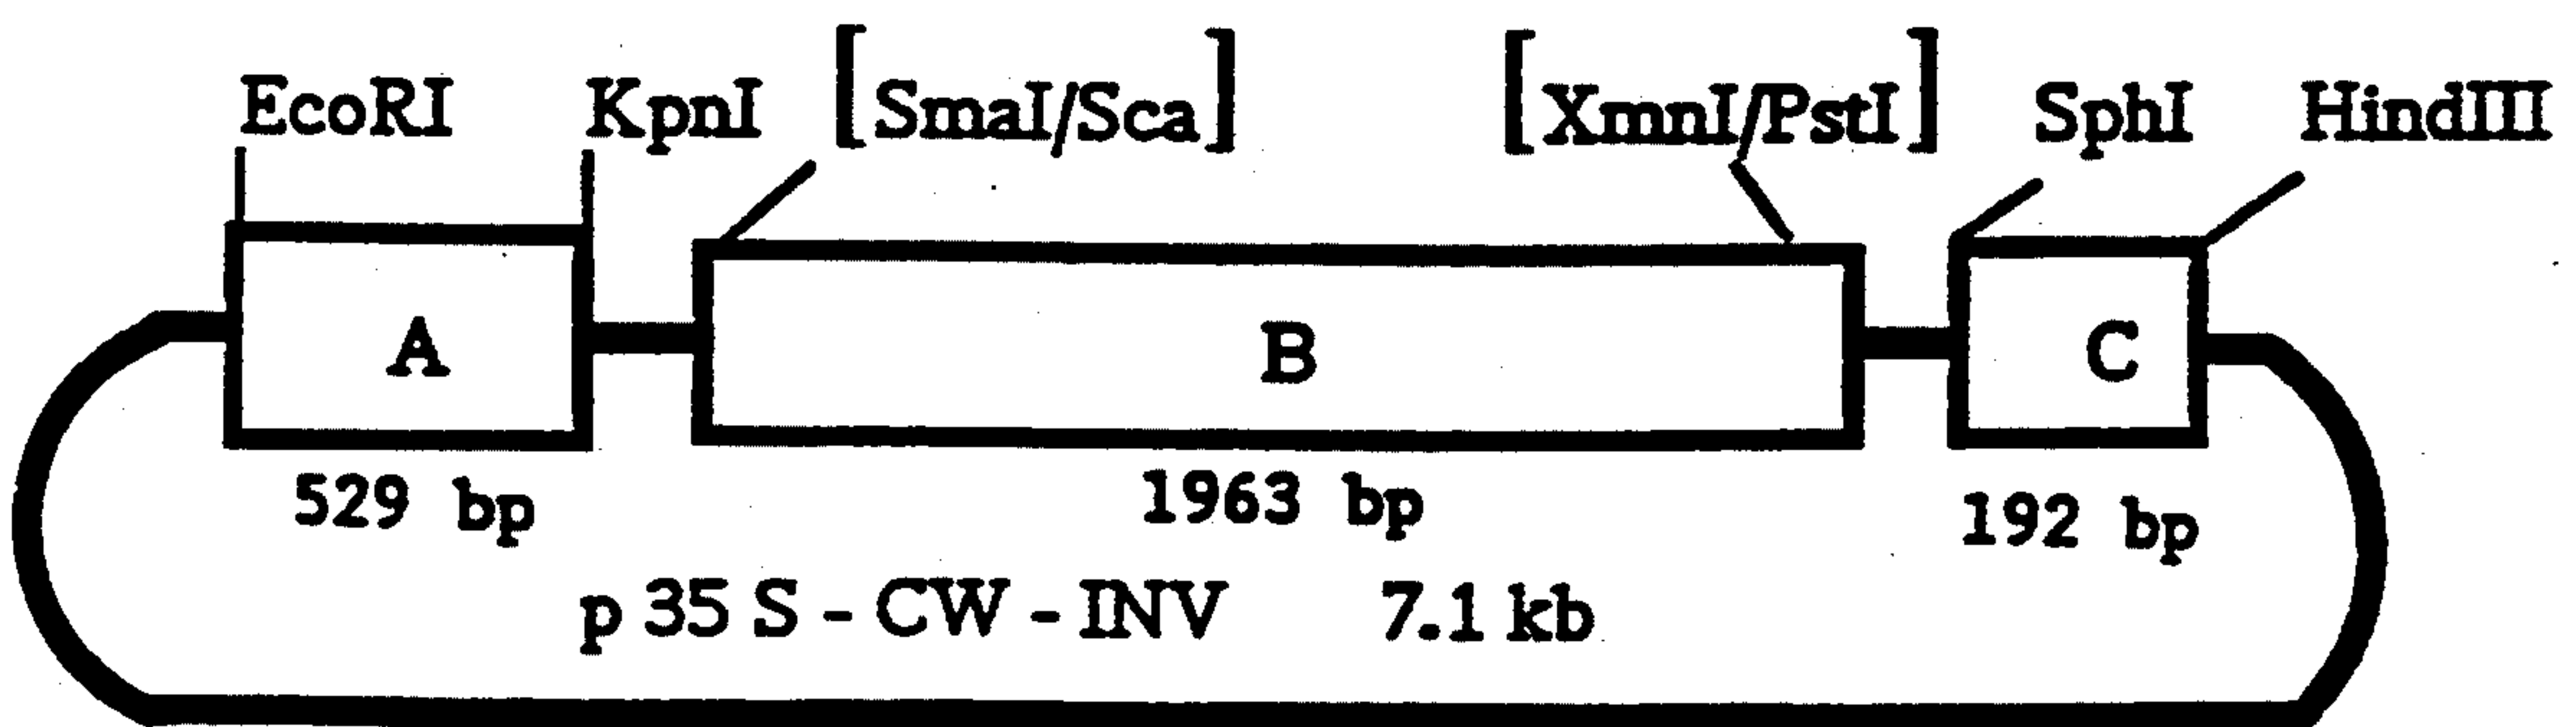 EcoRI KpnI [SmaI/Sca] [XmnI/PstI] SphI HindIII
A B C
529 bp 1963 bp 192 bp
p 35 S - CW - INV 7.1 kb